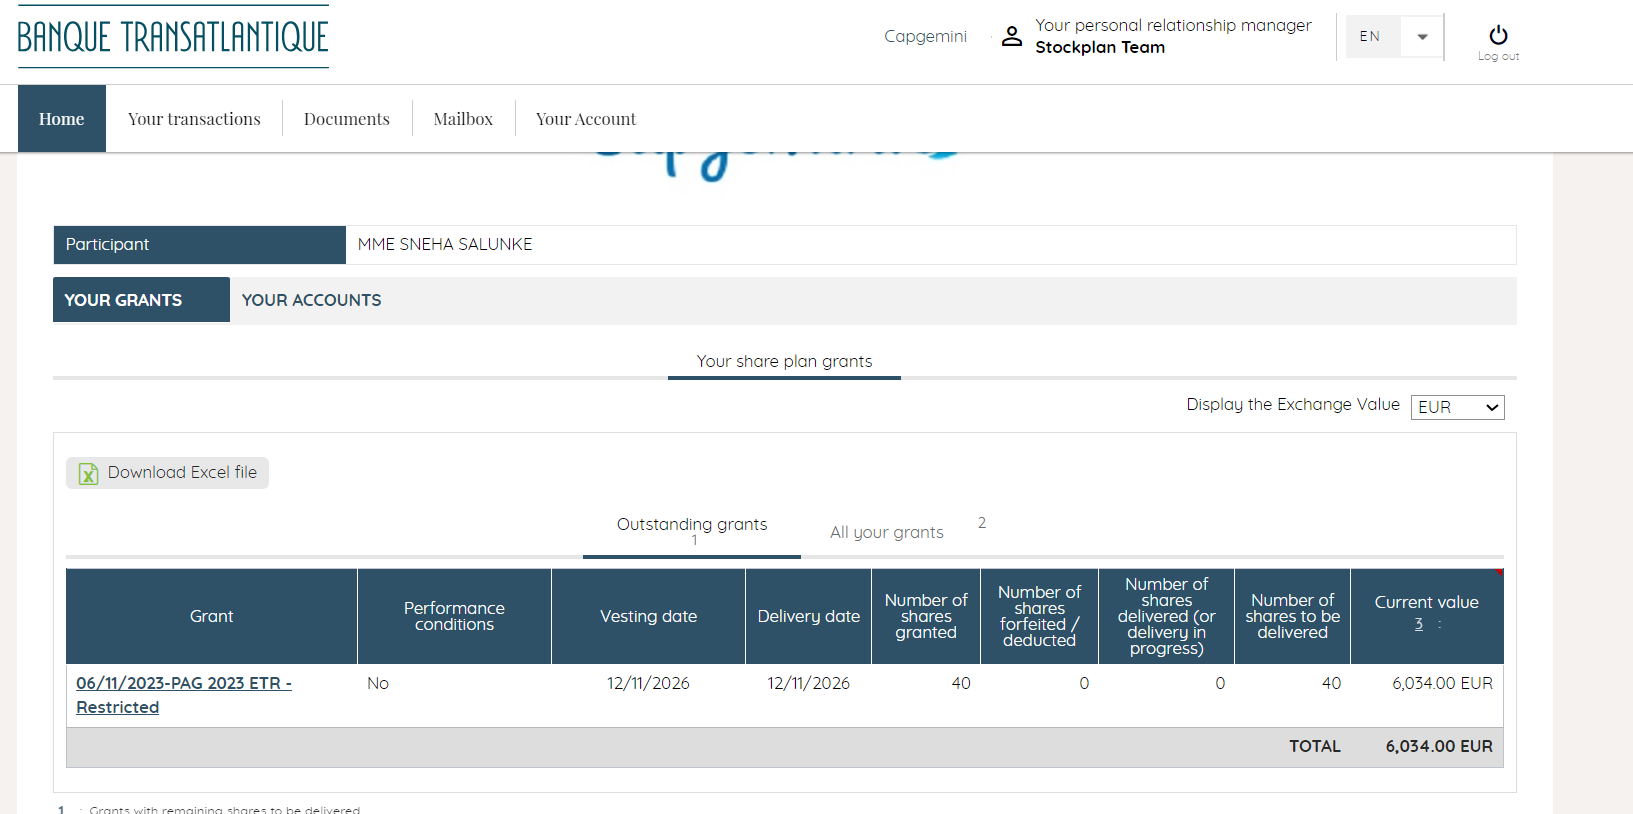 BANQUE TRANSATLANTIQUE
Capgemini
Your personal relationship manager
Stockplan Team
EN
Log out
Home
Your transactions
Documents
Mailbox
Your Account
Participant
MME SNEHA SALUNKE
YOUR GRANTS
YOUR ACCOUNTS
Your share plan grants
Display the Exchange Value
EUR
Download Excel file
Outstanding grants
1
All your grants
2
Grant
Performance
conditions
Vesting date
Delivery date
Number of
shares
granted
Number of
shares
forfeited /
deducted
Number of
shares
delivered (or
delivery in
progress)
Number of
shares to be
delivered
Current value
3 :
06/11/2023-PAG 2023 ETR -
Restricted
No
12/11/2026
12/11/2026
40
0
0
40
6,034.00 EUR
TOTAL
6,034.00 EUR
1 : Grants with remaining shares to be delivered